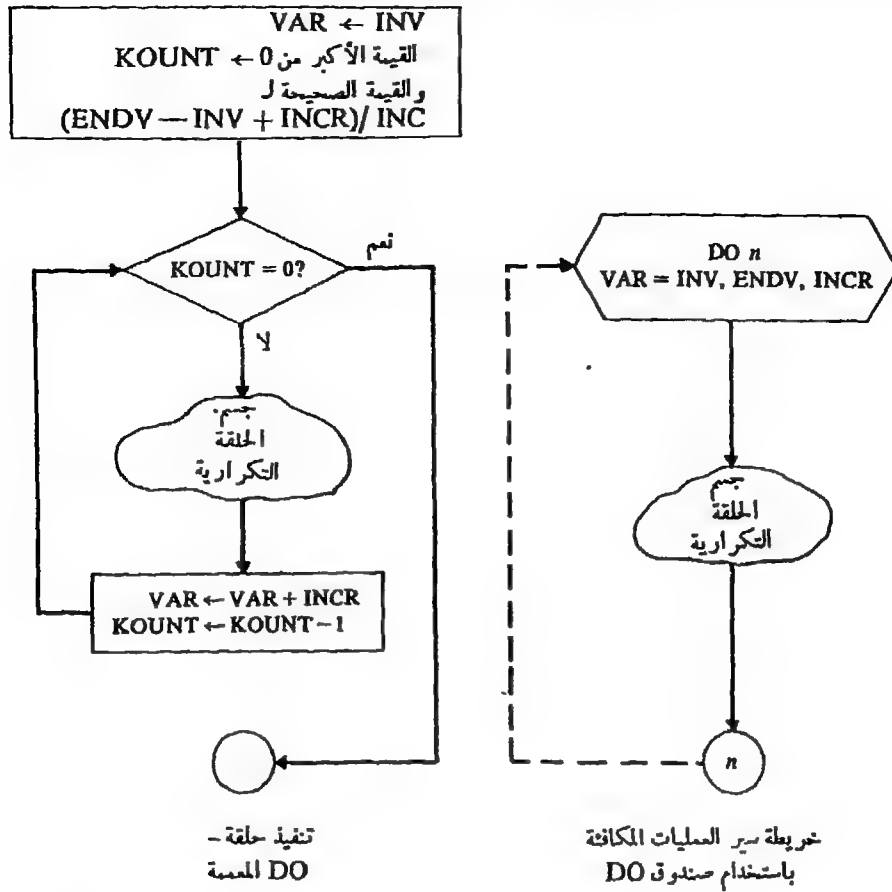 VAR ← INV
KOUNT ← 0 القيمة الأكبر من
والقيمة الصحيحة لـ
(ENDV — INV + INCR)/ INC
KOUNT = 0?
نعم
لا
جسم
الحلقة
التكرارية
VAR ← VAR + INCR
KOUNT ← KOUNT − 1
تنفيذ حلقة -
DO المعممة
DO n
VAR = INV, ENDV, INCR
جسم
الحلقة
التكرارية
n
خريطة سير العمليات المكافئة
باستخدام صندوق DO